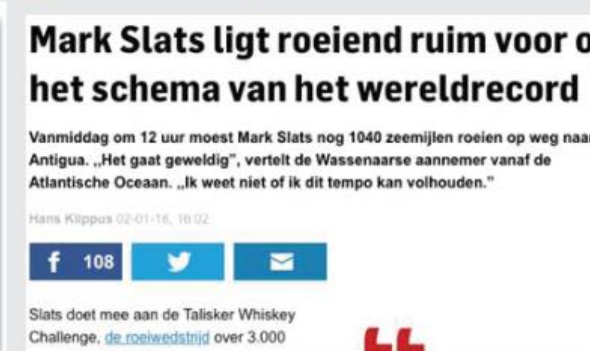 Mark Slats ligt roeiend ruim voor o
het schema van het wereldrecord
Vanmiddag om 12 uur moest Mark Slats nog 1040 zeemijlen roeien op weg naar
Antigua. „Het gaat geweldig”, vertelt de Wassenaarse aannemer vanaf de
Atlantische Oceaan. „Ik weet niet of ik dit tempo kan volhouden.”
Hans Klippus 02-01-18, 16:02
f 108
Slats doet mee aan de Talisker Whiskey
Challenge, de roeiwedstrijd over 3.000